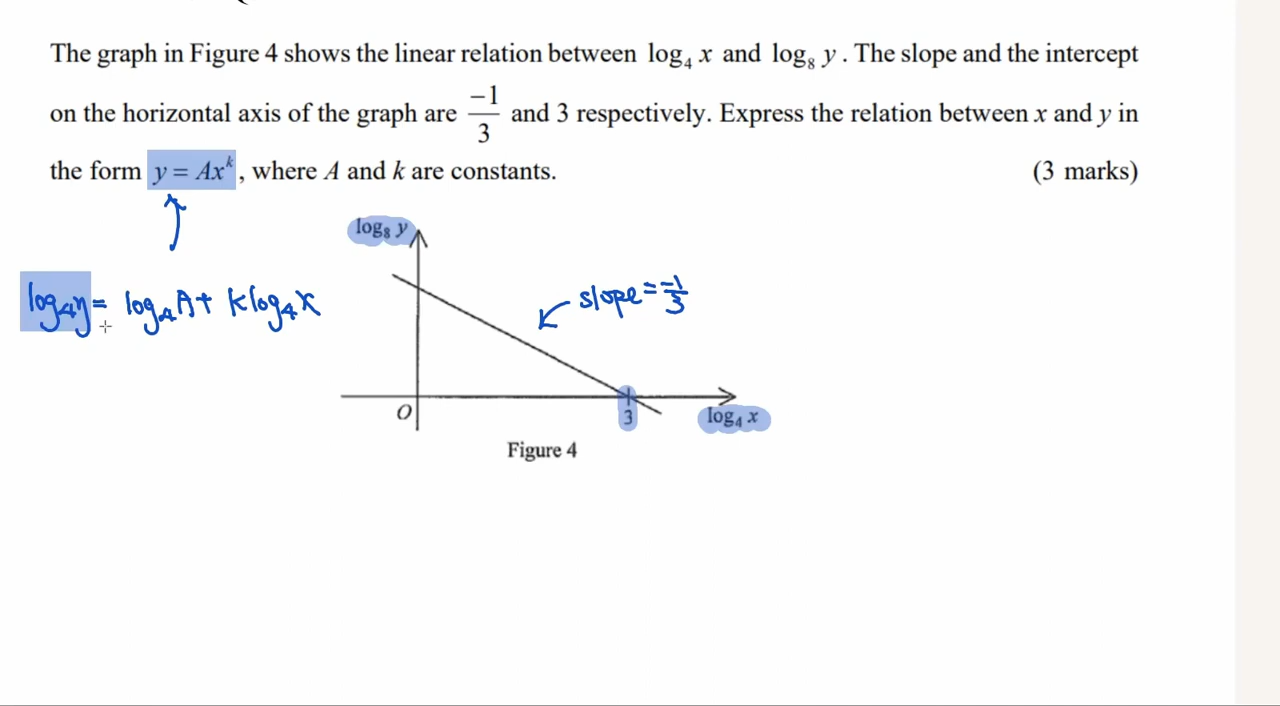 The graph in Figure 4 shows the linear relation between log₄ x and log₈ y. The slope and the intercept
on the horizontal axis of the graph are -1/3 and 3 respectively. Express the relation between x and y in
the form y = Axᵏ, where A and k are constants. (3 marks)
log₈ y
slope = -1/3
log₄y = log₄A + klog₄x
O
3
log₄ x
Figure 4